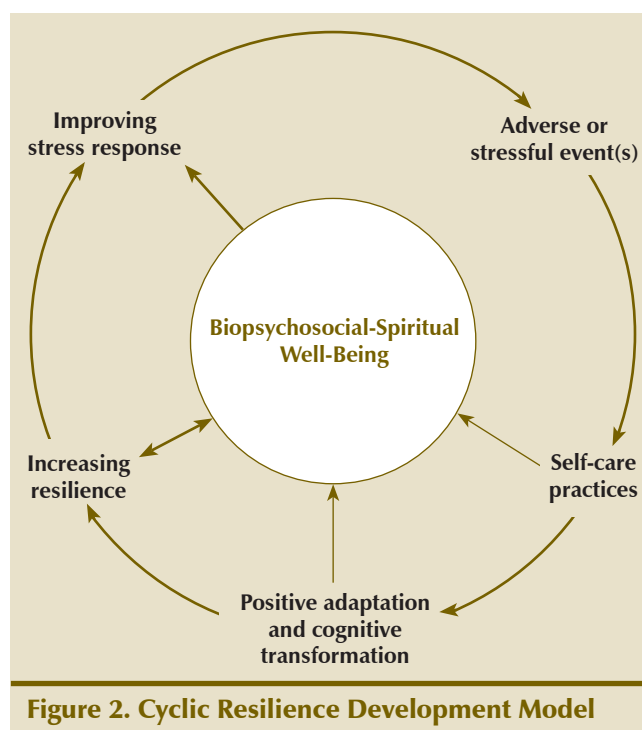 Improving
stress response
Adverse or
stressful event(s)
Biopsychosocial-Spiritual
Well-Being
Increasing
resilience
Self-care
practices
Positive adaptation
and cognitive
transformation
Figure 2. Cyclic Resilience Development Model